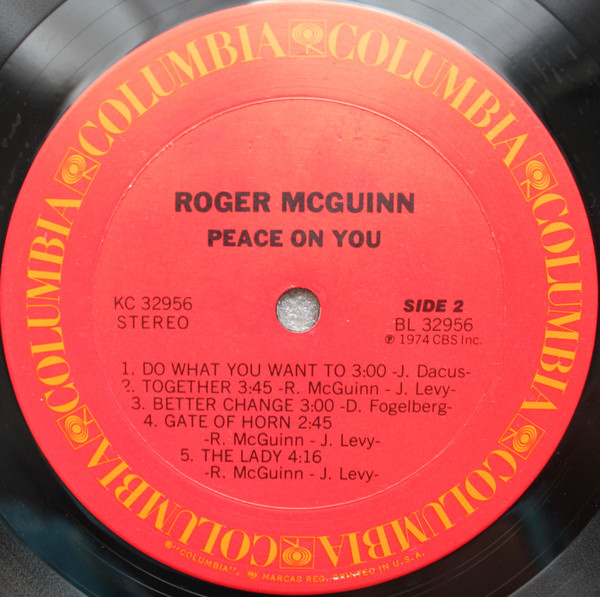 COLUMBIA COLUMBIA COLUMBIA COLUMBIA COLUMBIA COLUMBIA COLUMBIA COLUMBIA
ROGER MCGUINN
PEACE ON YOU
KC 32956
STEREO
SIDE 2
BL 32956
℗ 1974 CBS Inc.
1. DO WHAT YOU WANT TO 3:00 -J. Dacus-
2. TOGETHER 3:45 -R. McGuinn - J. Levy-
3. BETTER CHANGE 3:00 -D. Fogelberg-
4. GATE OF HORN 2:45
-R. McGuinn - J. Levy-
5. THE LADY 4:16
-R. McGuinn - J. Levy-
®"COLUMBIA", MARCAS REG. PRINTED IN U.S.A.